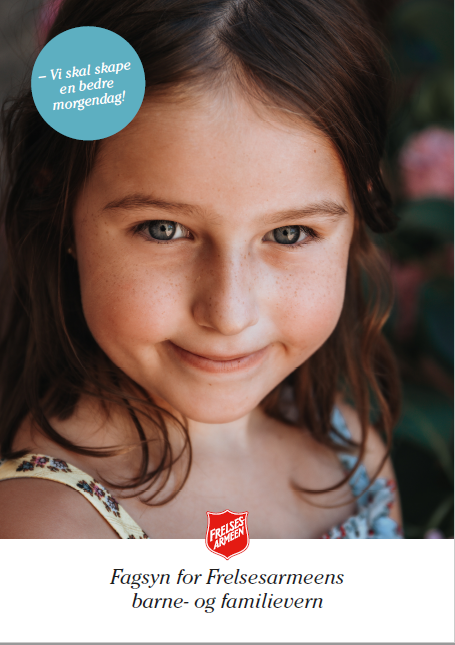 – Vi skal skape
en bedre
morgendag!
FRELSES
ARMEEN
Fagsyn for Frelsesarmeens
barne- og familievern